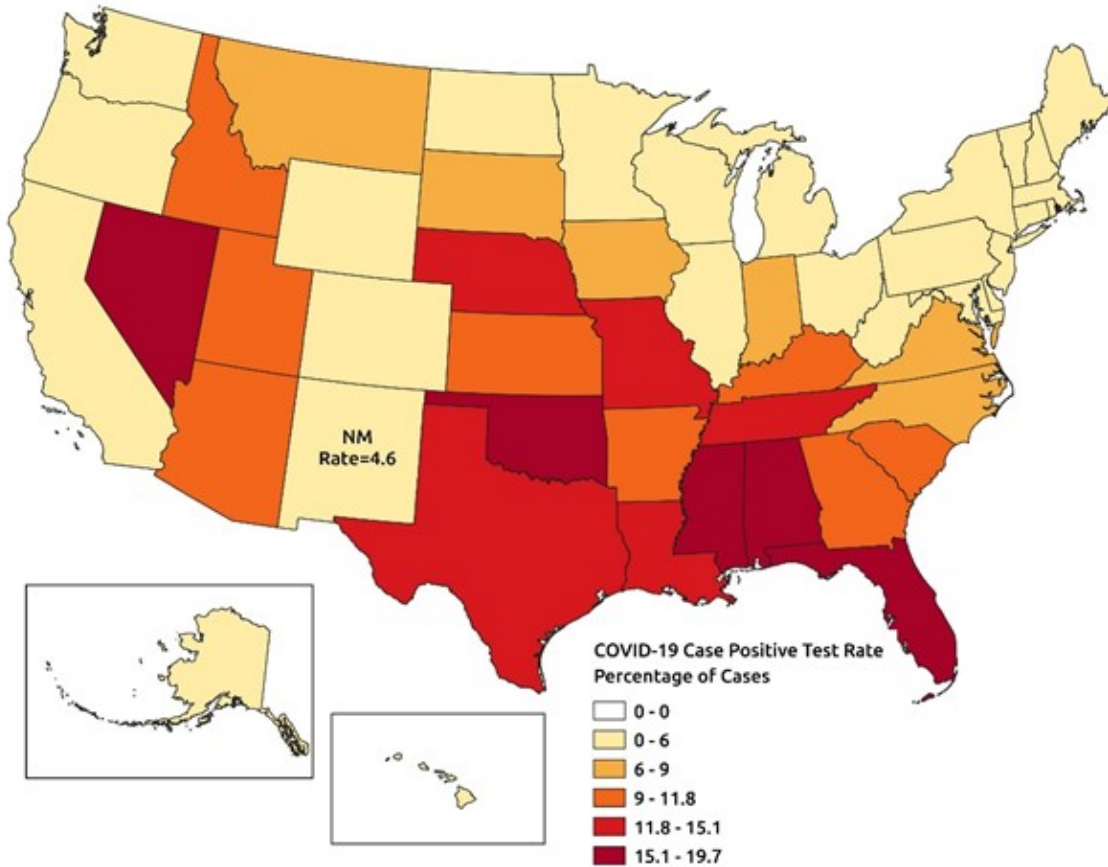 NM
Rate=4.6
COVID-19 Case Positive Test Rate
Percentage of Cases
0 - 0
0 - 6
6 - 9
9 - 11.8
11.8 - 15.1
15.1 - 19.7